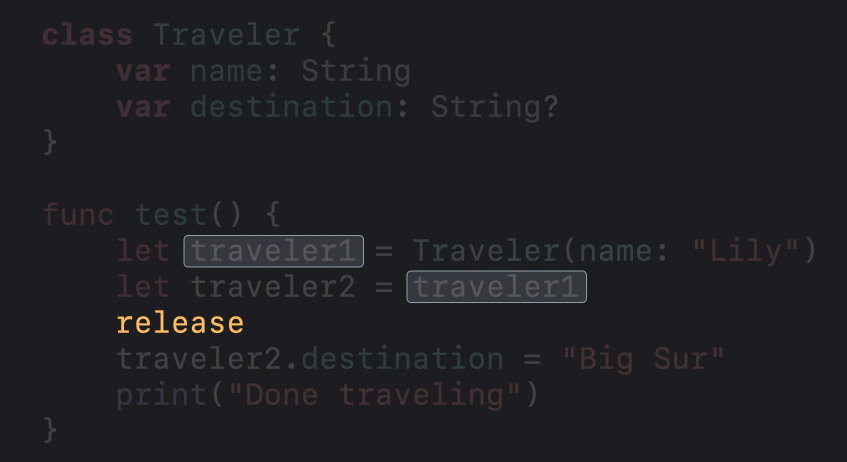 class Traveler {
    var name: String
    var destination: String?
}

func test() {
    let traveler1 = Traveler(name: "Lily")
    let traveler2 = traveler1
    release
    traveler2.destination = "Big Sur"
    print("Done traveling")
}